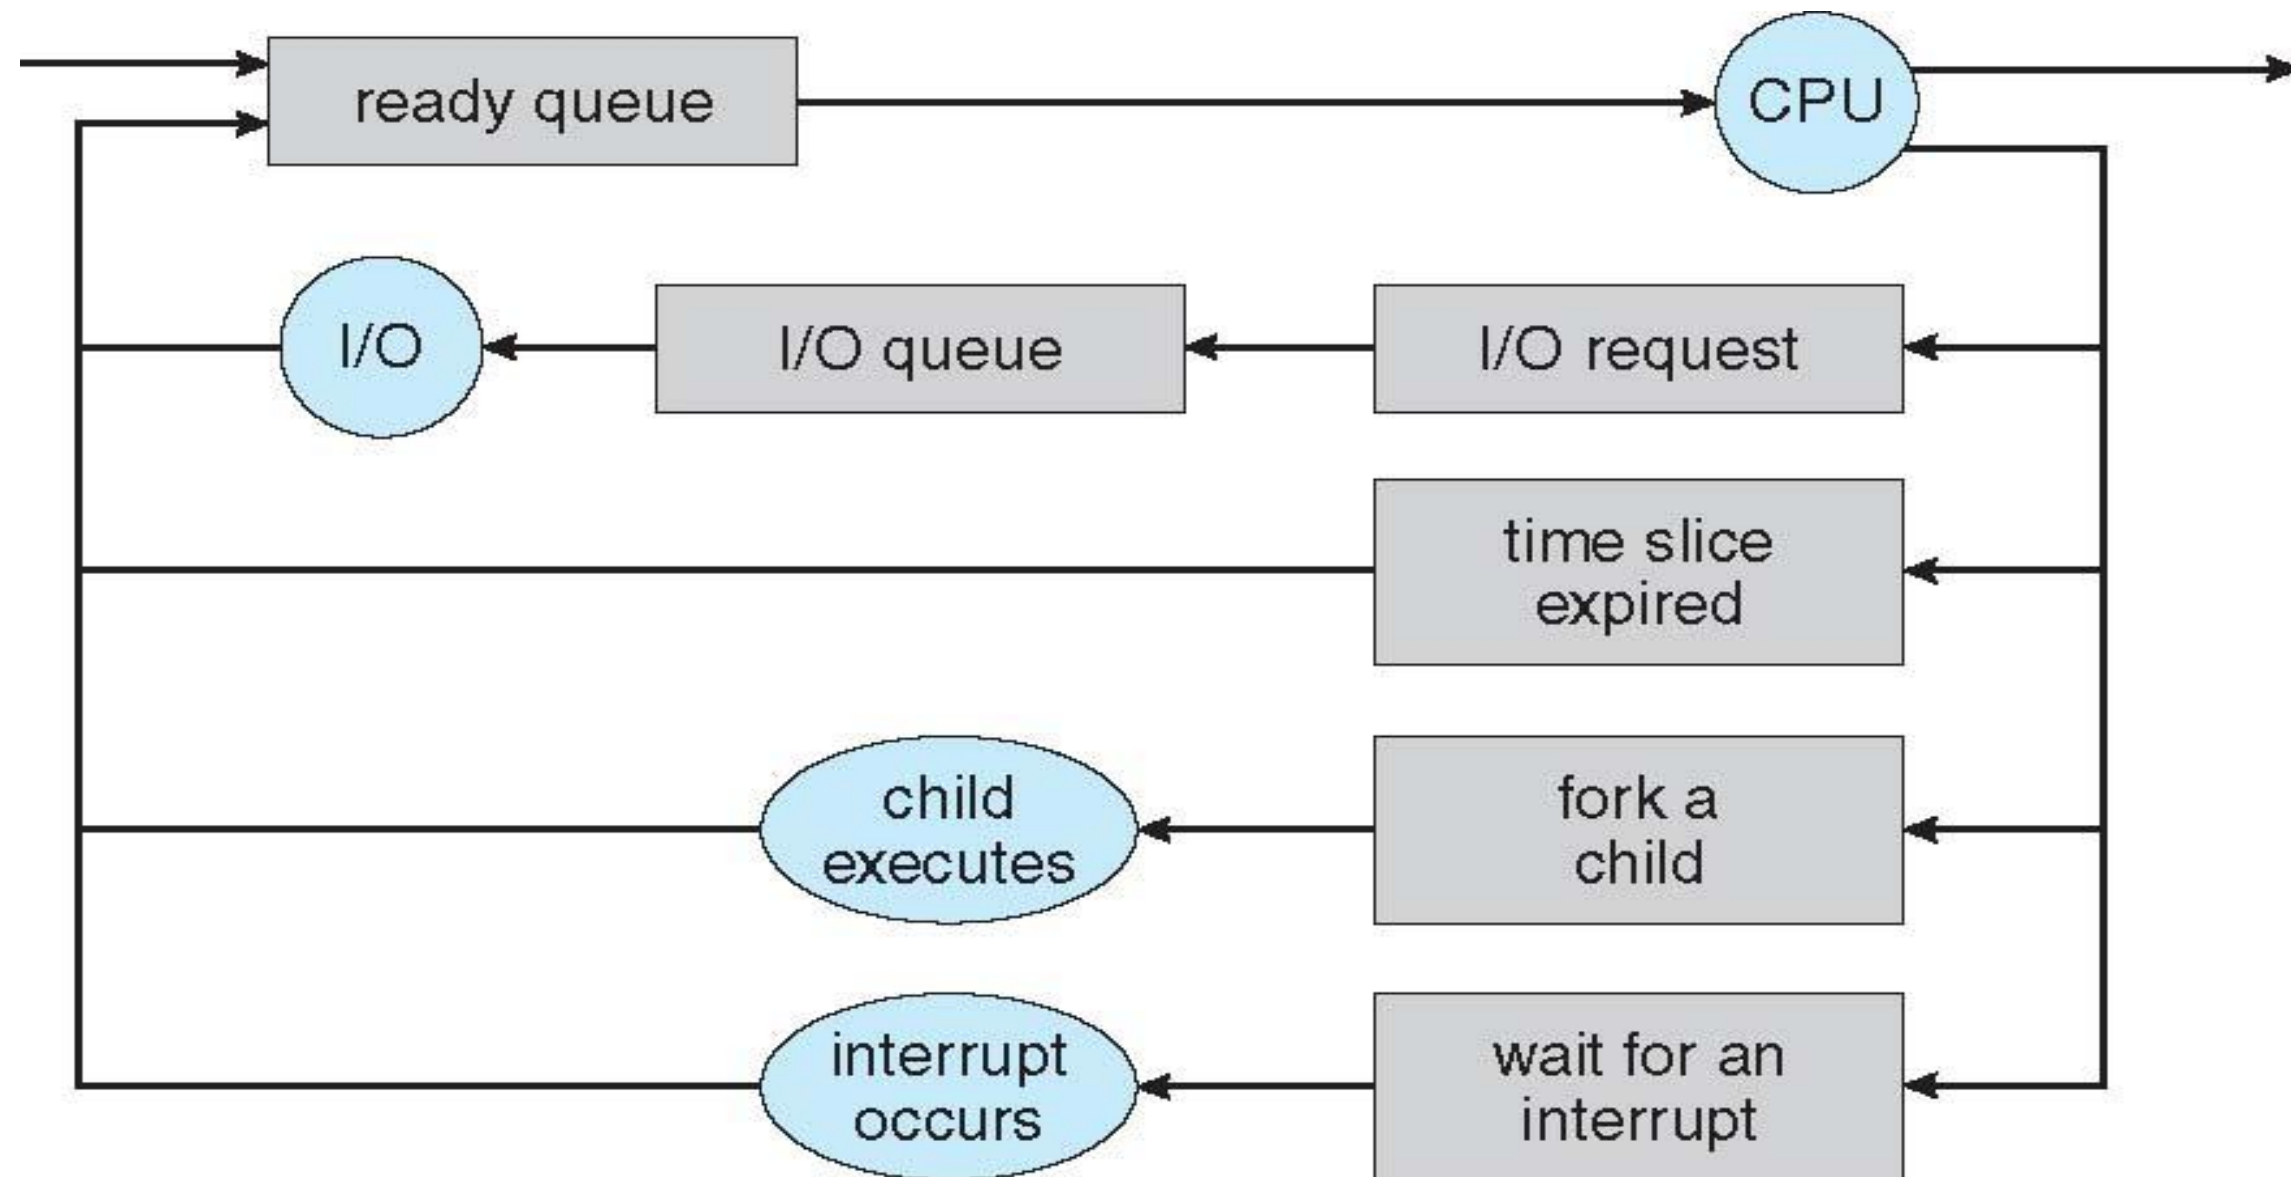 ready queue
CPU
I/O
I/O queue
I/O request
time slice
expired
child
executes
fork a
child
interrupt
occurs
wait for an
interrupt